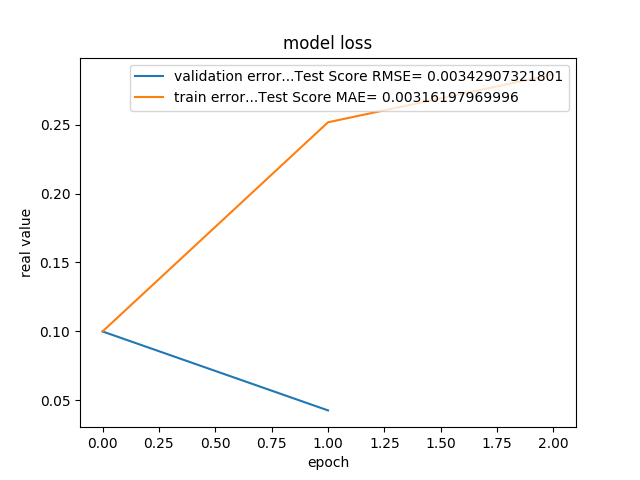 model loss
validation error...Test Score RMSE= 0.00342907321801
train error...Test Score MAE= 0.00316197969996
real value
0.25
0.20
0.15
0.10
0.05
0.00 0.25 0.50 0.75 1.00 1.25 1.50 1.75 2.00
epoch